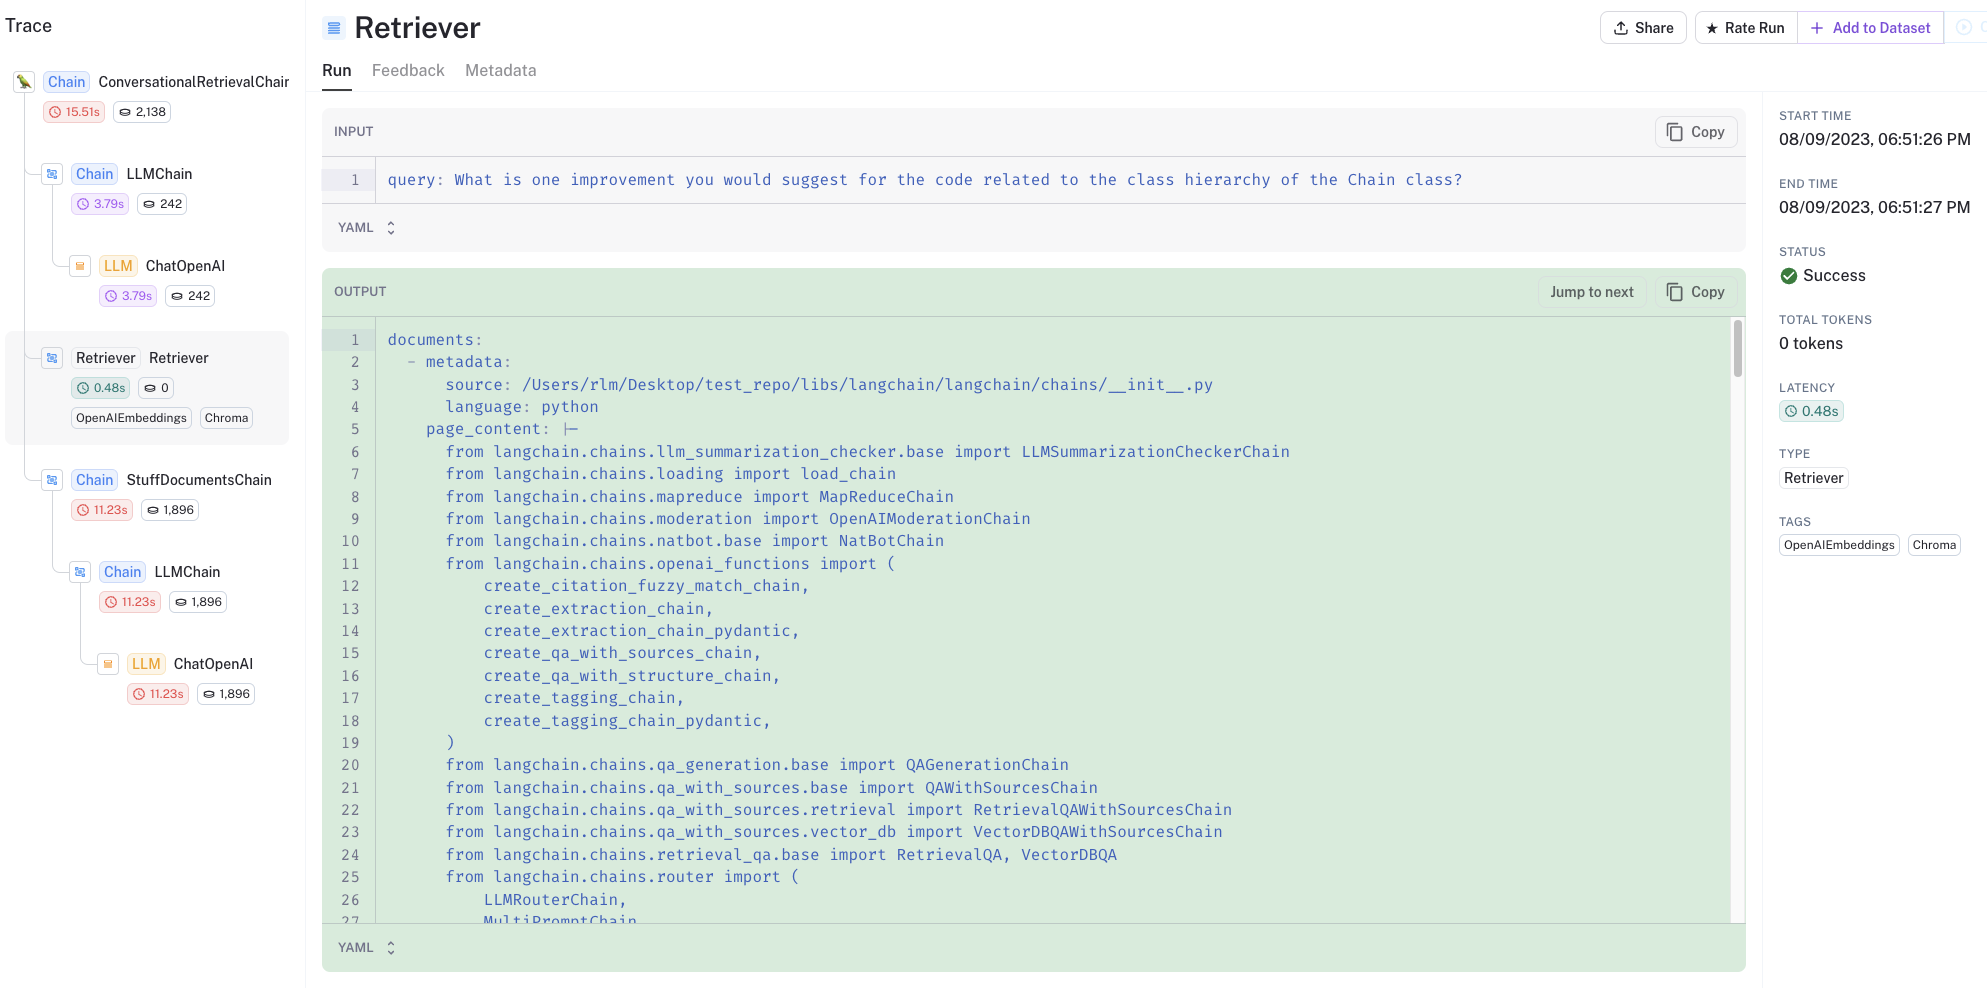 Trace
Chain ConversationalRetrievalChain
15.51s 2,138
Chain LLMChain
3.79s 242
LLM ChatOpenAI
3.79s 242
Retriever Retriever
0.48s 0
OpenAIEmbeddings Chroma
Chain StuffDocumentsChain
11.23s 1,896
Chain LLMChain
11.23s 1,896
LLM ChatOpenAI
11.23s 1,896
Retriever
Share Rate Run Add to Dataset
Run Feedback Metadata
INPUT Copy
1 query: What is one improvement you would suggest for the code related to the class hierarchy of the Chain class?
YAML
OUTPUT Jump to next Copy
1 documents:
2 - metadata:
3 source: /Users/rlm/Desktop/test_repo/libs/langchain/langchain/chains/__init__.py
4 language: python
5 page_content: |-
6 from langchain.chains.llm_summarization_checker.base import LLMSummarizationCheckerChain
7 from langchain.chains.loading import load_chain
8 from langchain.chains.mapreduce import MapReduceChain
9 from langchain.chains.moderation import OpenAIModerationChain
10 from langchain.chains.natbot.base import NatBotChain
11 from langchain.chains.openai_functions import (
12 create_citation_fuzzy_match_chain,
13 create_extraction_chain,
14 create_extraction_chain_pydantic,
15 create_qa_with_sources_chain,
16 create_qa_with_structure_chain,
17 create_tagging_chain,
18 create_tagging_chain_pydantic,
19 )
20 from langchain.chains.qa_generation.base import QAGenerationChain
21 from langchain.chains.qa_with_sources.base import QAWithSourcesChain
22 from langchain.chains.qa_with_sources.retrieval import RetrievalQAWithSourcesChain
23 from langchain.chains.qa_with_sources.vector_db import VectorDBQAWithSourcesChain
24 from langchain.chains.retrieval_qa.base import RetrievalQA, VectorDBQA
25 from langchain.chains.router import (
26 LLMRouterChain,
27 MultiPromptChain
YAML
START TIME
08/09/2023, 06:51:26 PM
END TIME
08/09/2023, 06:51:27 PM
STATUS
Success
TOTAL TOKENS
0 tokens
LATENCY
0.48s
TYPE
Retriever
TAGS
OpenAIEmbeddings Chroma